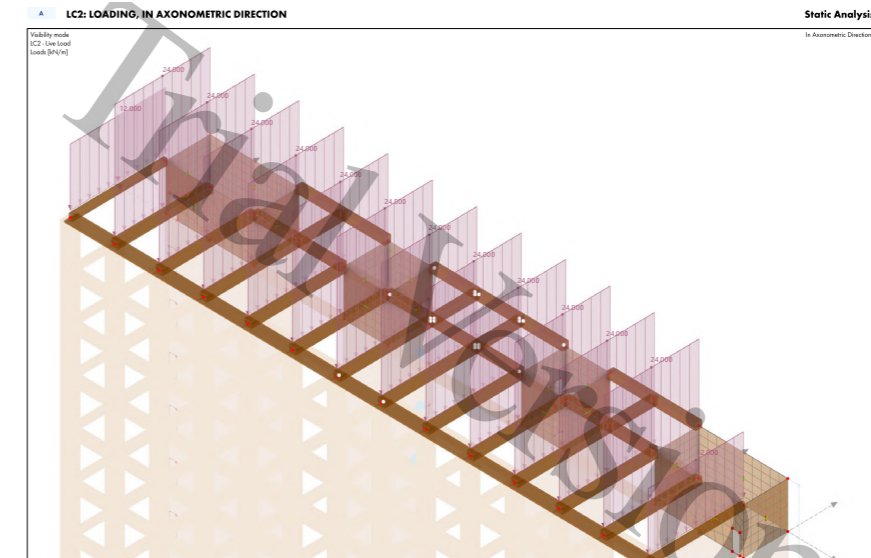 A LC2: LOADING, IN AXONOMETRIC DIRECTION
Static Analysis
Visibility mode
LC2 - Live Load
Loads [kN/m]
In Axonometric Direction
24.000
24.000
12.000
24.000
24.000
24.000
24.000
24.000
24.000
24.000
24.000
24.000
24.000
Trial Versio